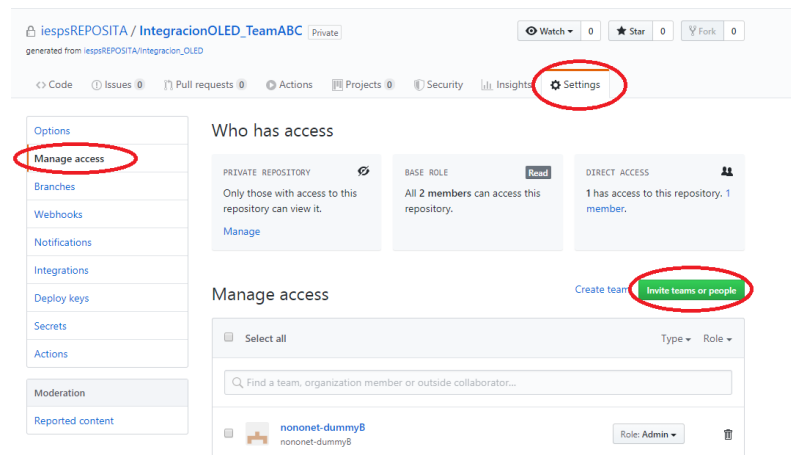 iespsREPOSITA / IntegracionOLED_TeamABC Private
Watch 0 Star 0 Fork 0
generated from iespsREPOSITA/Integracion_OLED
Code Issues 0 Pull requests 0 Actions Projects 0 Security Insights Settings
Options
Manage access
Branches
Webhooks
Notifications
Integrations
Deploy keys
Secrets
Actions
Moderation
Reported content
Who has access
PRIVATE REPOSITORY
Only those with access to this
repository can view it.
Manage
BASE ROLE Read
All 2 members can access this
repository.
DIRECT ACCESS
1 has access to this repository. 1
member.
Manage access
Create team Invite teams or people
Select all Type Role
Find a team, organization member or outside collaborator...
nononet-dummyB
nononet-dummyB
Role: Admin